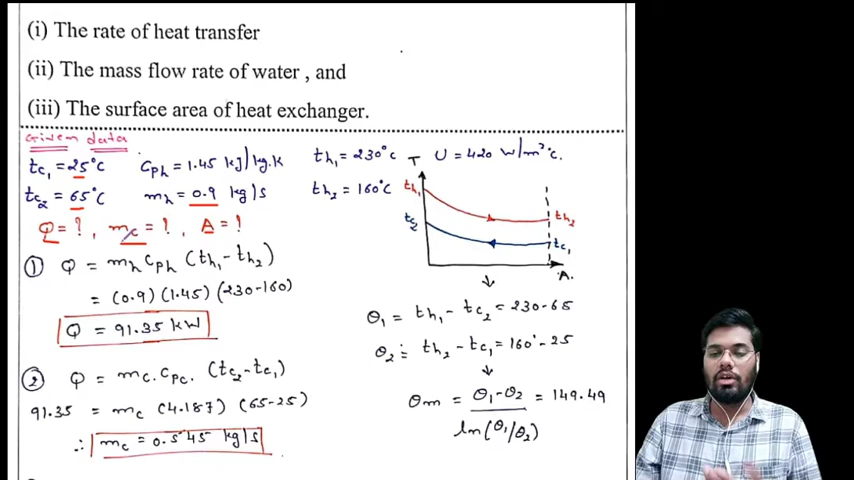 (i) The rate of heat transfer
(ii) The mass flow rate of water , and
(iii) The surface area of heat exchanger.
Given data
tc₁ = 25°C Cph = 1.45 kJ/kg.K th₁ = 230°C U = 420 W/m²°C.
tc₂ = 65°C mh = 0.9 kg/s th₂ = 160°C
Q = ? , mc = ? , A = ?
T
th₁
tc₂
th₂
tc₁
A.
① Q = mh Cph (th₁ - th₂)
= (0.9) (1.45) (230-160)
Q = 91.35 kW
② Q = mc. Cpc. (tc₂ - tc₁)
91.35 = mc (4.187) (65-25)
∴ mc = 0.545 kg/s
θ₁ = th₁ - tc₂ = 230-65
θ₂ = th₂ - tc₁ = 160 - 25
θm = θ₁-θ₂ / ln(θ₁/θ₂) = 149.49